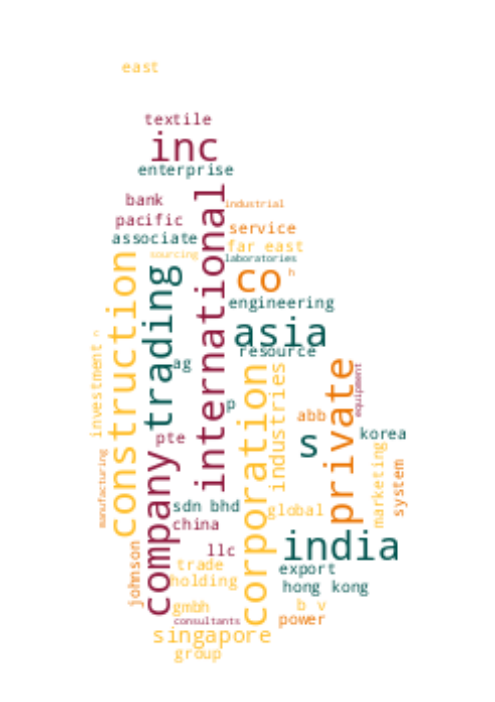 east
textile
inc
enterprise
bank
industrial
pacific
service
associate
far east
sourcing
laboratories
international
co
h
construction
trading
engineering
asia
resource
n
investment
ag
private
equipment
corporation
industries
p
abb
s
korea
pte
company
marketing
system
manufacturing
sdn bhd
global
china
india
llc
johnson
trade
export
holding
hong kong
gmbh
b v
consultants
power
singapore
group